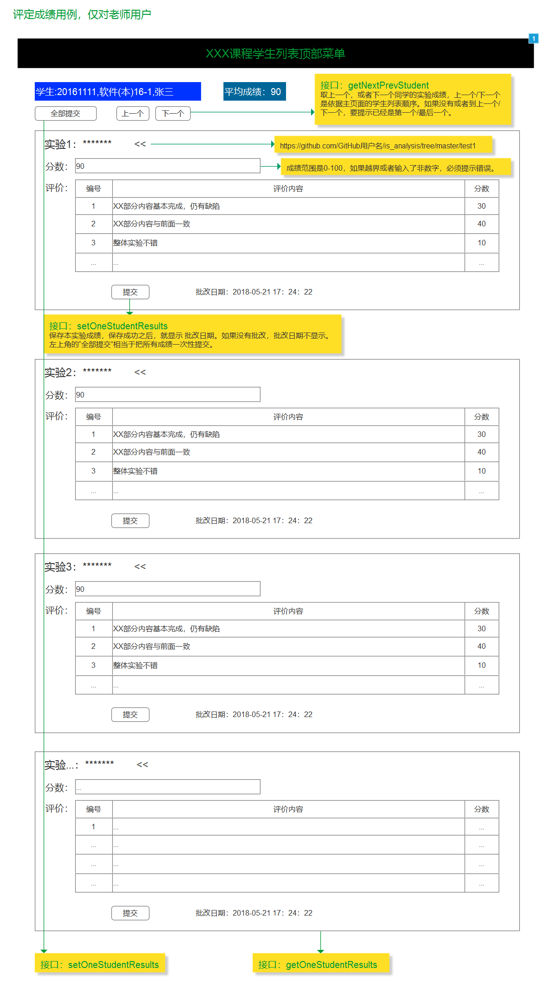 评定成绩用例，仅对老师用户
1
XXX课程学生列表顶部菜单
学生:20161111,软件(本)16-1,张三
平均成绩：90
接口：getNextPrevStudent
取上一个，或者下一个同学的实验成绩，上一个/下一个
是依据主页面的学生列表顺序。如果没有或者到上一个/
下一个，要提示已经是第一个/最后一个。
全部提交
上一个
下一个
实验1：*******
<<
https://github.com/GitHub用户名/is_analysis/tree/master/test1
分数：
90
成绩范围是0-100，如果越界或者输入了非数字，必须提示错误。
评价：
编号 评价内容 分数
1 XX部分内容基本完成，仍有缺陷 30
2 XX部分内容与前面一致 40
3 整体实验不错 10
... ... ...
提交
批改日期：2018-05-21 17：24：22
接口：setOneStudentResults
保存本实验成绩，保存成功之后，就显示 批改日期。如果没有批改，批改日期不显示。
左上角的“全部提交”相当于把所有成绩一次性提交。
实验2：*******
<<
分数：
90
评价：
编号 评价内容 分数
1 XX部分内容基本完成，仍有缺陷 30
2 XX部分内容与前面一致 40
3 整体实验不错 10
... ... ...
提交
批改日期：2018-05-21 17：24：22
实验3：*******
<<
分数：
90
评价：
编号 评价内容 分数
1 XX部分内容基本完成，仍有缺陷 30
2 XX部分内容与前面一致 40
3 整体实验不错 10
... ... ...
提交
批改日期：2018-05-21 17：24：22
实验...：*******
<<
分数：
...
评价：
编号 评价内容 分数
1 ... ...
... ... ...
... ... ...
... ... ...
提交
批改日期：2018-05-21 17：24：22
接口：setOneStudentResults
接口：getOneStudentResults